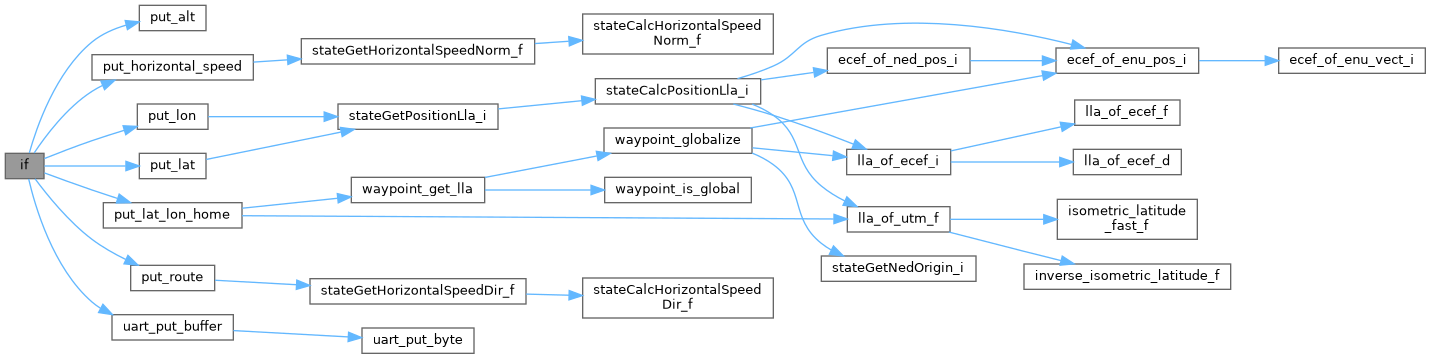 put_alt
stateCalcHorizontalSpeed
Norm_f
stateGetHorizontalSpeedNorm_f
put_horizontal_speed
ecef_of_ned_pos_i
ecef_of_enu_pos_i
ecef_of_enu_vect_i
stateCalcPositionLla_i
put_lon
stateGetPositionLla_i
lla_of_ecef_f
waypoint_globalize
if
put_lat
lla_of_ecef_i
lla_of_ecef_d
waypoint_get_lla
waypoint_is_global
put_lat_lon_home
lla_of_utm_f
isometric_latitude
_fast_f
put_route
stateGetNedOrigin_i
inverse_isometric_latitude_f
stateGetHorizontalSpeedDir_f
stateCalcHorizontalSpeed
Dir_f
uart_put_buffer
uart_put_byte